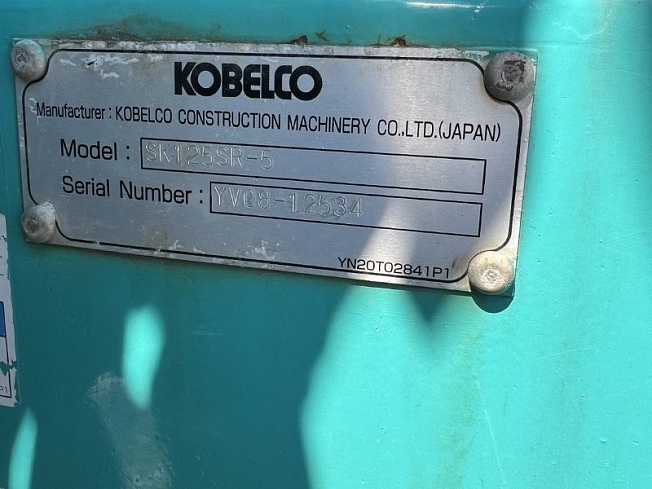 KOBELCO
Manufacturer : KOBELCO CONSTRUCTION MACHINERY CO.,LTD.(JAPAN)
Model : SK125SR-5
Serial Number : YV08-12534
YN20T02841P1